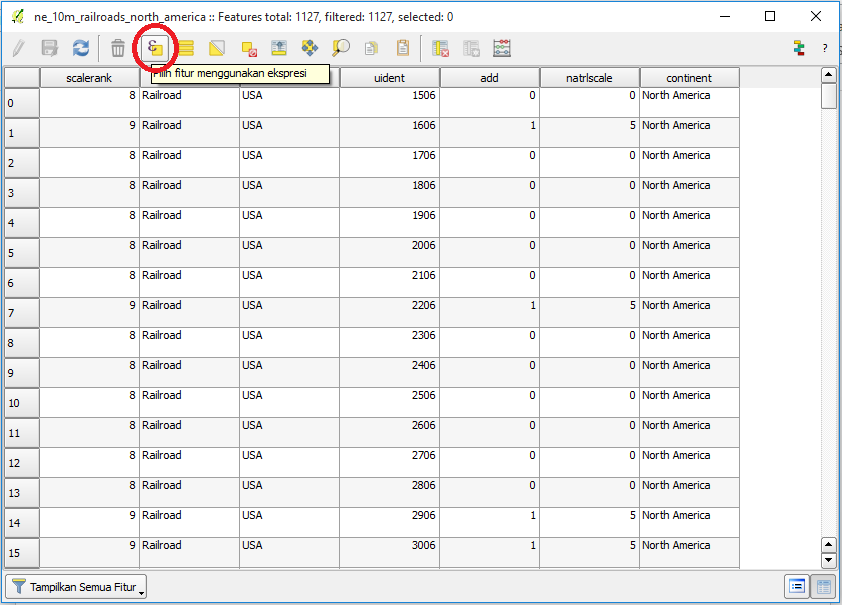 ne_10m_railroads_north_america :: Features total: 1127, filtered: 1127, selected: 0
ε
?
ilih fitur menggunakan ekspresi
scalerank uident add natrlscale continent
0 8 Railroad USA 1506 0 0 North America
1 9 Railroad USA 1606 1 5 North America
2 8 Railroad USA 1706 0 0 North America
3 8 Railroad USA 1806 0 0 North America
4 8 Railroad USA 1906 0 0 North America
5 8 Railroad USA 2006 0 0 North America
6 8 Railroad USA 2106 0 0 North America
7 9 Railroad USA 2206 1 5 North America
8 8 Railroad USA 2306 0 0 North America
9 8 Railroad USA 2406 0 0 North America
10 8 Railroad USA 2506 0 0 North America
11 8 Railroad USA 2606 0 0 North America
12 8 Railroad USA 2706 0 0 North America
13 8 Railroad USA 2806 0 0 North America
14 9 Railroad USA 2906 1 5 North America
15 9 Railroad USA 3006 1 5 North America
Tampilkan Semua Fitur